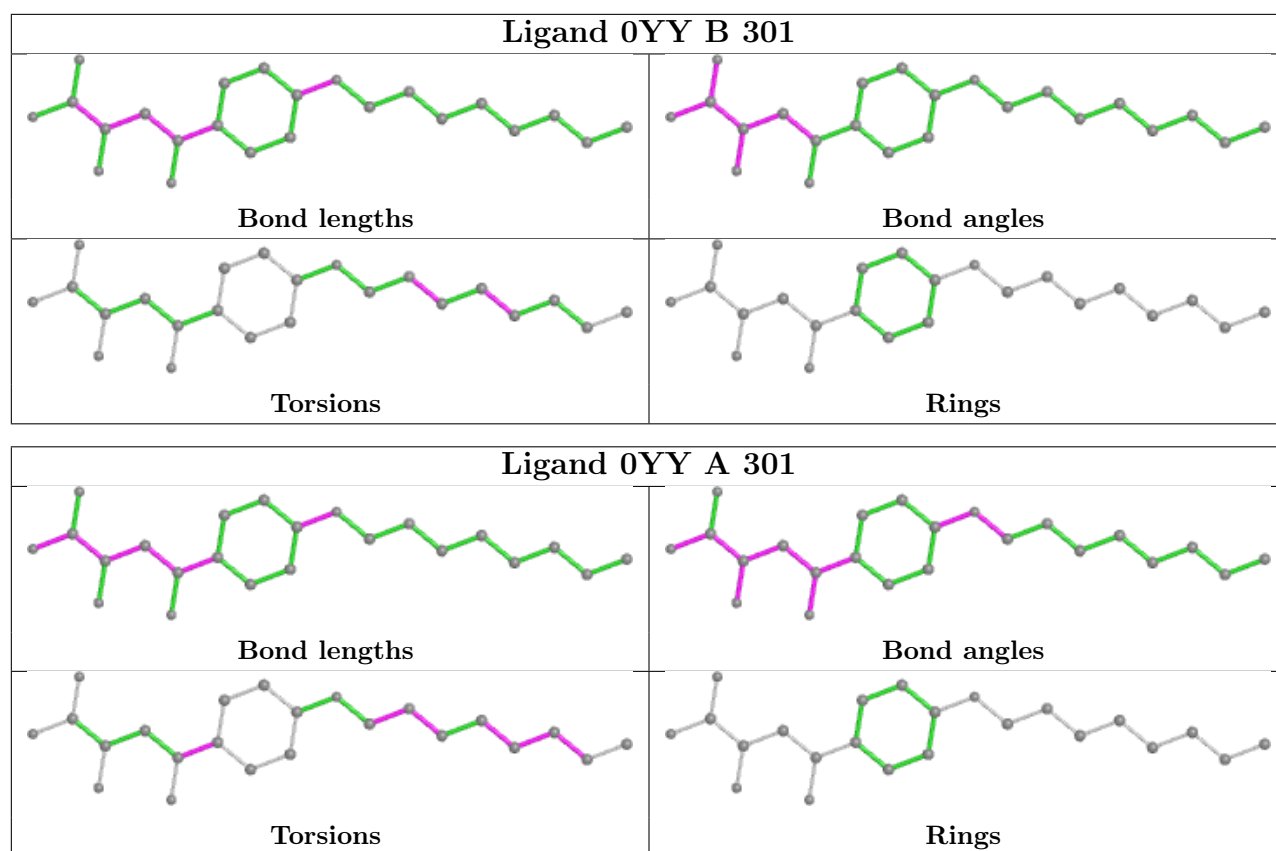 Ligand 0YY B 301
Bond lengths
Bond angles
Torsions
Rings
Ligand 0YY A 301
Bond lengths
Bond angles
Torsions
Rings